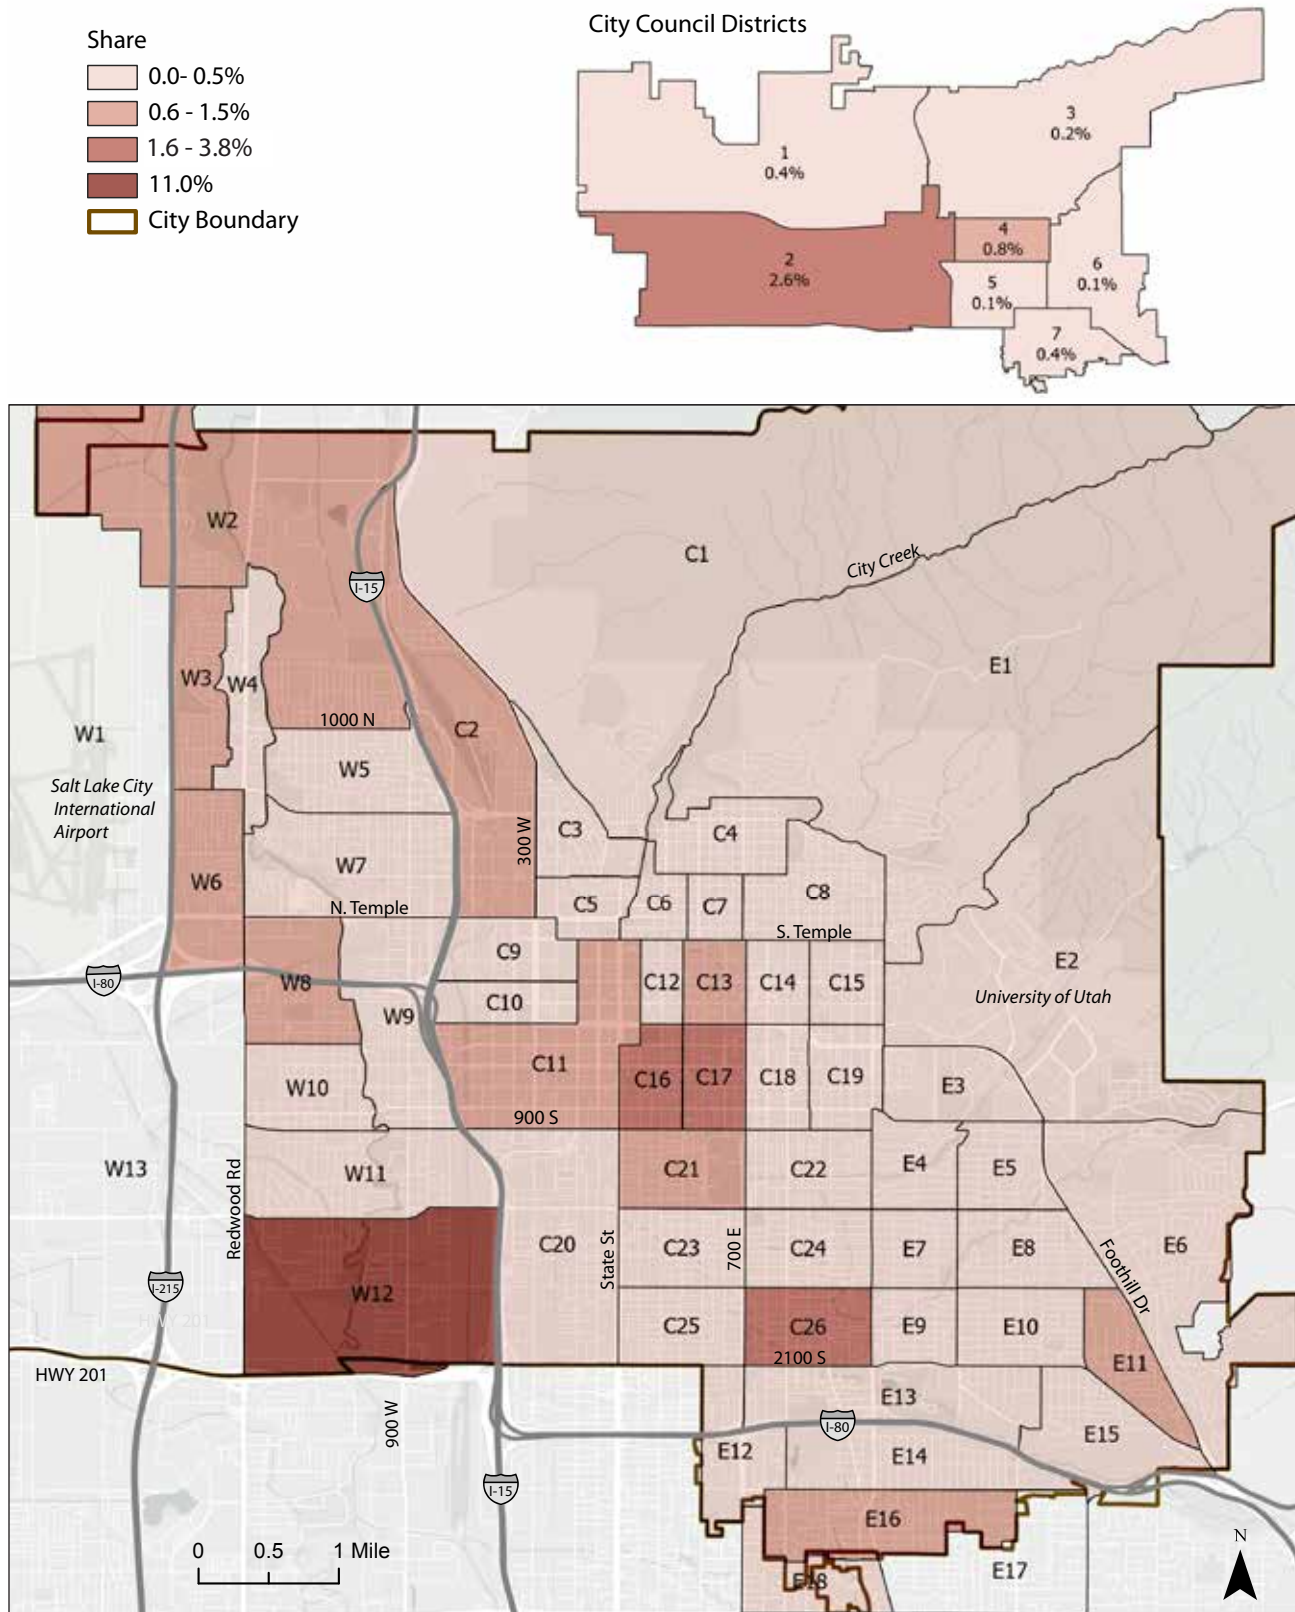 City Council Districts
Share
0.0- 0.5%
0.6 - 1.5%
1.6 - 3.8%
11.0%
City Boundary
1
0.4%
3
0.2%
2
2.6%
4
0.8%
5
0.1%
6
0.1%
7
0.4%
W2
C1
City Creek
I-15
E1
W3
W4
W1
1000 N
C2
W5
Salt Lake City
International
Airport
300 W
C3
C4
W7
W6
N. Temple
C5
C6
C7
C8
S. Temple
C9
E2
University of Utah
I-80
W8
C10
C12
C13
C14
C15
W9
C11
C16
C17
C18
C19
W10
E3
900 S
W13
Redwood Rd
W11
C21
C22
E4
E5
C20
State St
C23
700 E
C24
E7
E8
Foothill Dr
E6
I-215
W12
HWY 201
C25
C26
E9
E10
2100 S
E11
HWY 201
E13
900 W
I-80
E15
E12
E14
I-15
E16
N
0 0.5 1 Mile
E18
E17